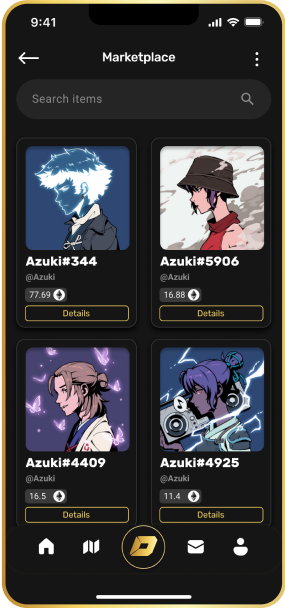 9:41
Marketplace
Search items
Azuki#344
@Azuki
77.69
Details
Azuki#5906
@Azuki
16.88
Details
Azuki#4409
@Azuki
16.5
Details
Azuki#4925
@Azuki
11.4
Details